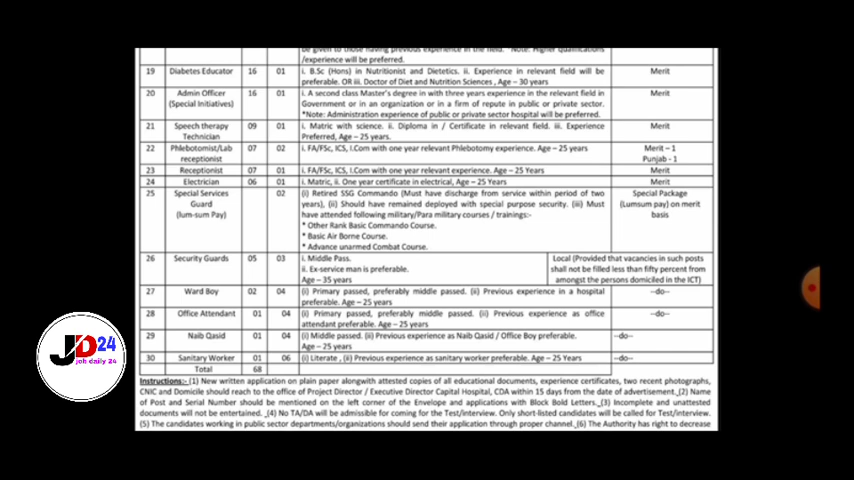 be given to those having previous experience in the field. *Note: Higher qualifications
/experience will be preferred.
19 Diabetes Educator 16 01 i. B.Sc (Hons) in Nutritionist and Dietetics. ii. Experience in relevant field will be Merit
preferable. OR iii. Doctor of Diet and Nutrition Sciences , Age – 30 years
20 Admin Officer 16 01 i. A second class Master's degree in with three years experience in the relevant field in Merit
(Special Initiatives) Government or in an organization or in a firm of repute in public or private sector.
*Note: Administration experience of public or private sector hospital will be preferred.
21 Speech therapy 09 01 i. Matric with science. ii. Diploma in / Certificate in relevant field. iii. Experience Merit
Technician Preferred, Age – 25 years.
22 Phlebotomist/Lab 07 02 i. FA/FSc, ICS, I.Com with one year relevant Phlebotomy experience. Age – 25 years Merit – 1
receptionist Punjab - 1
23 Receptionist 07 01 i. FA/FSc, ICS, I.Com with one year relevant experience. Age – 25 Years Merit
24 Electrician 06 01 i. Matric, ii. One year certificate in electrical, Age – 25 Years Merit
25 Special Services 02 (i) Retired SSG Commando (Must have discharge from service within period of two Special Package
Guard years), (ii) Should have remained deployed with special purpose security. (iii) Must (Lumsum pay) on merit
(lum-sum Pay) have attended following military/Para military courses / trainings:- basis
* Other Rank Basic Commando Course.
* Basic Air Borne Course.
* Advance unarmed Combat Course.
26 Security Guards 05 03 i. Middle Pass. Local (Provided that vacancies in such posts
ii. Ex-service man is preferable. shall not be filled less than fifty percent from
Age – 35 years amongst the persons domiciled in the ICT)
27 Ward Boy 02 04 (i) Primary passed, preferably middle passed. (ii) Previous experience in a hospital --do--
preferable. Age – 25 years
28 Office Attendant 01 04 (i) Primary passed, preferably middle passed. (ii) Previous experience as office --do--
attendant preferable. Age – 25 years
29 Naib Qasid 01 04 (i) Middle passed. (ii) Previous experience as Naib Qasid / Office Boy preferable. --do--
Age – 25 years
30 Sanitary Worker 01 06 (i) Literate , (ii) Previous experience as sanitary worker preferable. Age – 25 Years --do--
Total 68
Instructions:- (1) New written application on plain paper alongwith attested copies of all educational documents, experience certificates, two recent photographs,
CNIC and Domicile should reach to the office of Project Director / Executive Director Capital Hospital, CDA within 15 days from the date of advertisement. (2) Name
of Post and Serial Number should be mentioned on the left corner of the Envelope and applications with Block Bold Letters. (3) Incomplete and unattested
documents will not be entertained. (4) No TA/DA will be admissible for coming for the Test/interview. Only short-listed candidates will be called for Test/interview.
(5) The candidates working in public sector departments/organizations should send their application through proper channel. (6) The Authority has right to decrease
JD24
job daily 24